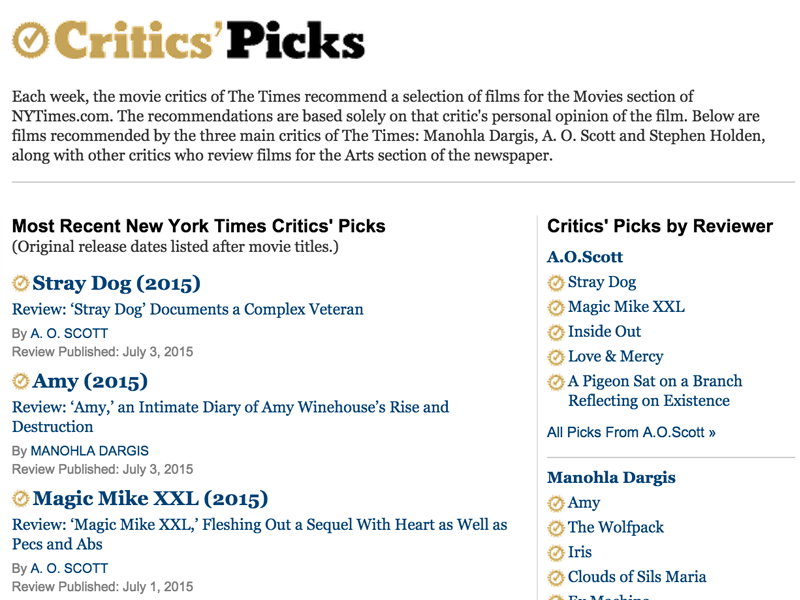 Critics' Picks
Each week, the movie critics of The Times recommend a selection of films for the Movies section of
NYTimes.com. The recommendations are based solely on that critic's personal opinion of the film. Below are
films recommended by the three main critics of The Times: Manohla Dargis, A. O. Scott and Stephen Holden,
along with other critics who review films for the Arts section of the newspaper.
Most Recent New York Times Critics' Picks
(Original release dates listed after movie titles.)
Stray Dog (2015)
Review: ‘Stray Dog’ Documents a Complex Veteran
By A. O. SCOTT
Review Published: July 3, 2015
Amy (2015)
Review: ‘Amy,’ an Intimate Diary of Amy Winehouse’s Rise and
Destruction
By MANOHLA DARGIS
Review Published: July 3, 2015
Magic Mike XXL (2015)
Review: ‘Magic Mike XXL,’ Fleshing Out a Sequel With Heart as Well as
Pecs and Abs
By A. O. SCOTT
Review Published: July 1, 2015
Critics' Picks by Reviewer
A.O.Scott
Stray Dog
Magic Mike XXL
Inside Out
Love & Mercy
A Pigeon Sat on a Branch
Reflecting on Existence
All Picks From A.O.Scott »
Manohla Dargis
Amy
The Wolfpack
Iris
Clouds of Sils Maria